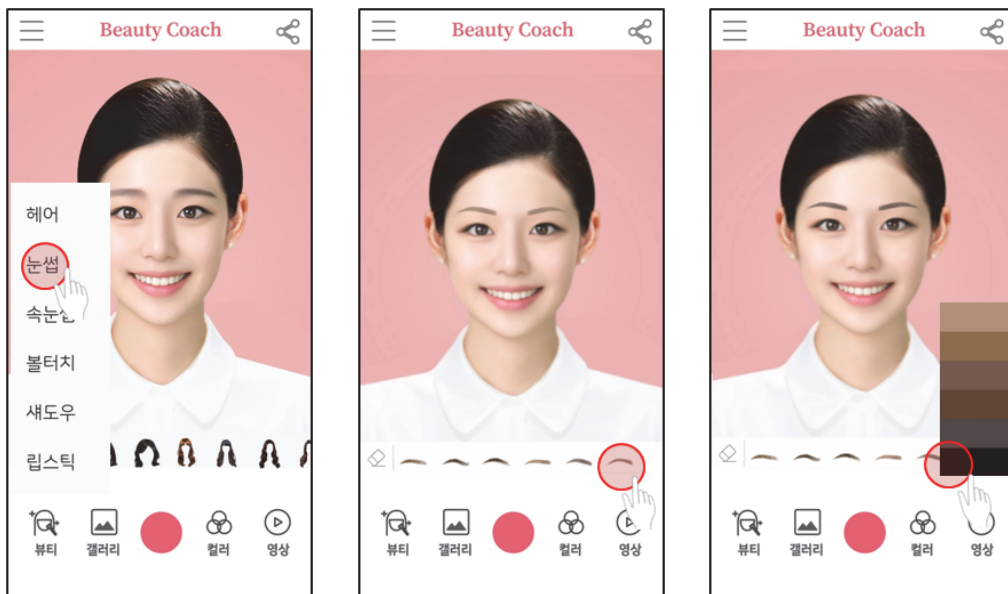 Beauty Coach
헤어
눈썹
속눈썹
볼터치
섀도우
립스틱
뷰티
갤러리
컬러
영상
Beauty Coach
뷰티
갤러리
컬러
영상
Beauty Coach
뷰티
갤러리
컬러
영상